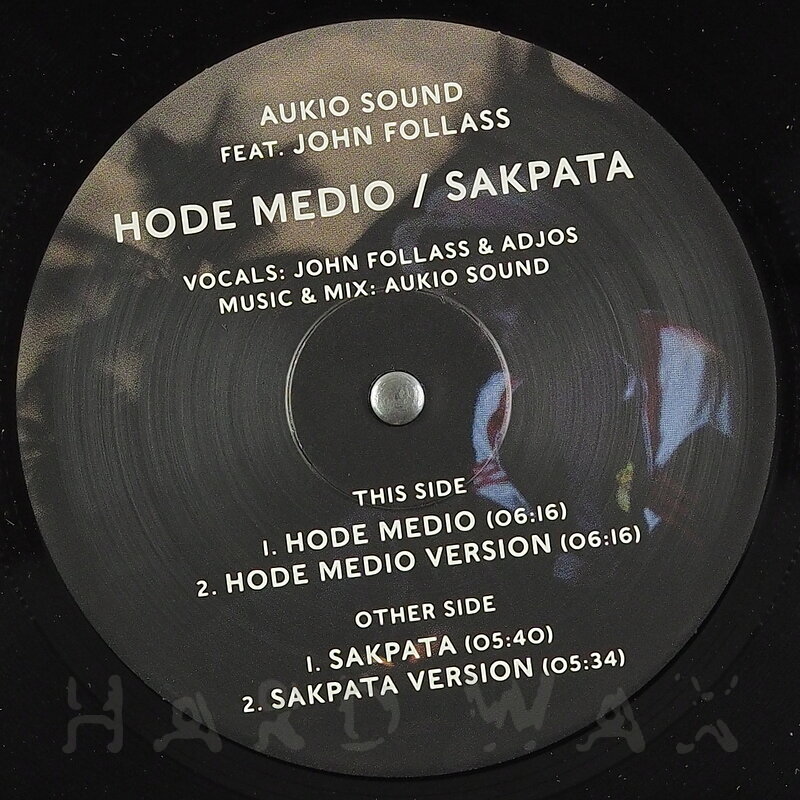 AUKIO SOUND
FEAT. JOHN FOLLASS
HODE MEDIO / SAKPATA
VOCALS: JOHN FOLLASS & ADJOS
MUSIC & MIX: AUKIO SOUND
THIS SIDE
1. HODE MEDIO (06:16)
2. HODE MEDIO VERSION (06:16)
OTHER SIDE
1. SAKPATA (05:40)
2. SAKPATA VERSION (05:34)
HARD WAX